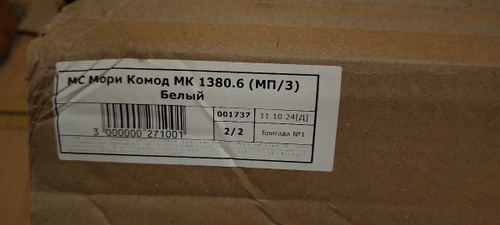 МС Мори Комод МК 1380.6 (МП/3)
Белый
001737 11.10.24[Д]
3 000000 271001 2/2 Бригада №1